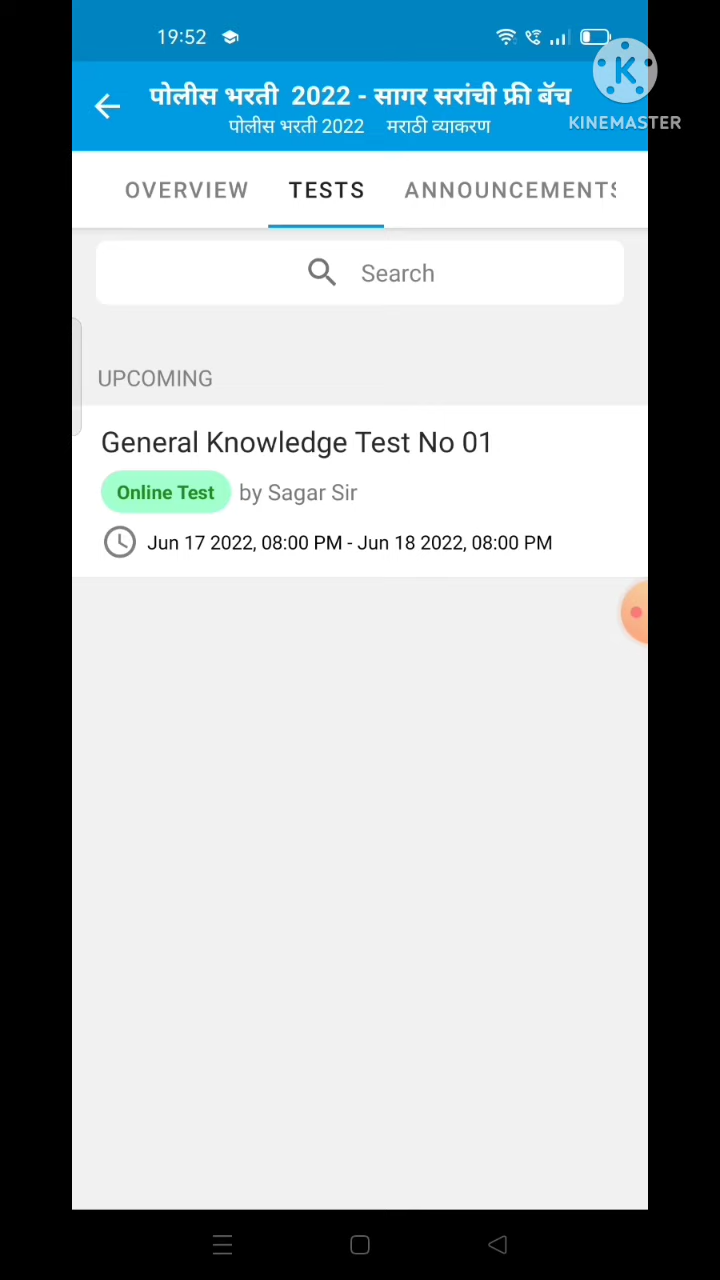 19:52
K
KINEMASTER
पोलीस भरती 2022 - सागर सरांची फ्री बॅच
पोलीस भरती 2022 मराठी व्याकरण
OVERVIEW TESTS ANNOUNCEMENTS
Search
UPCOMING
General Knowledge Test No 01
Online Test by Sagar Sir
Jun 17 2022, 08:00 PM - Jun 18 2022, 08:00 PM